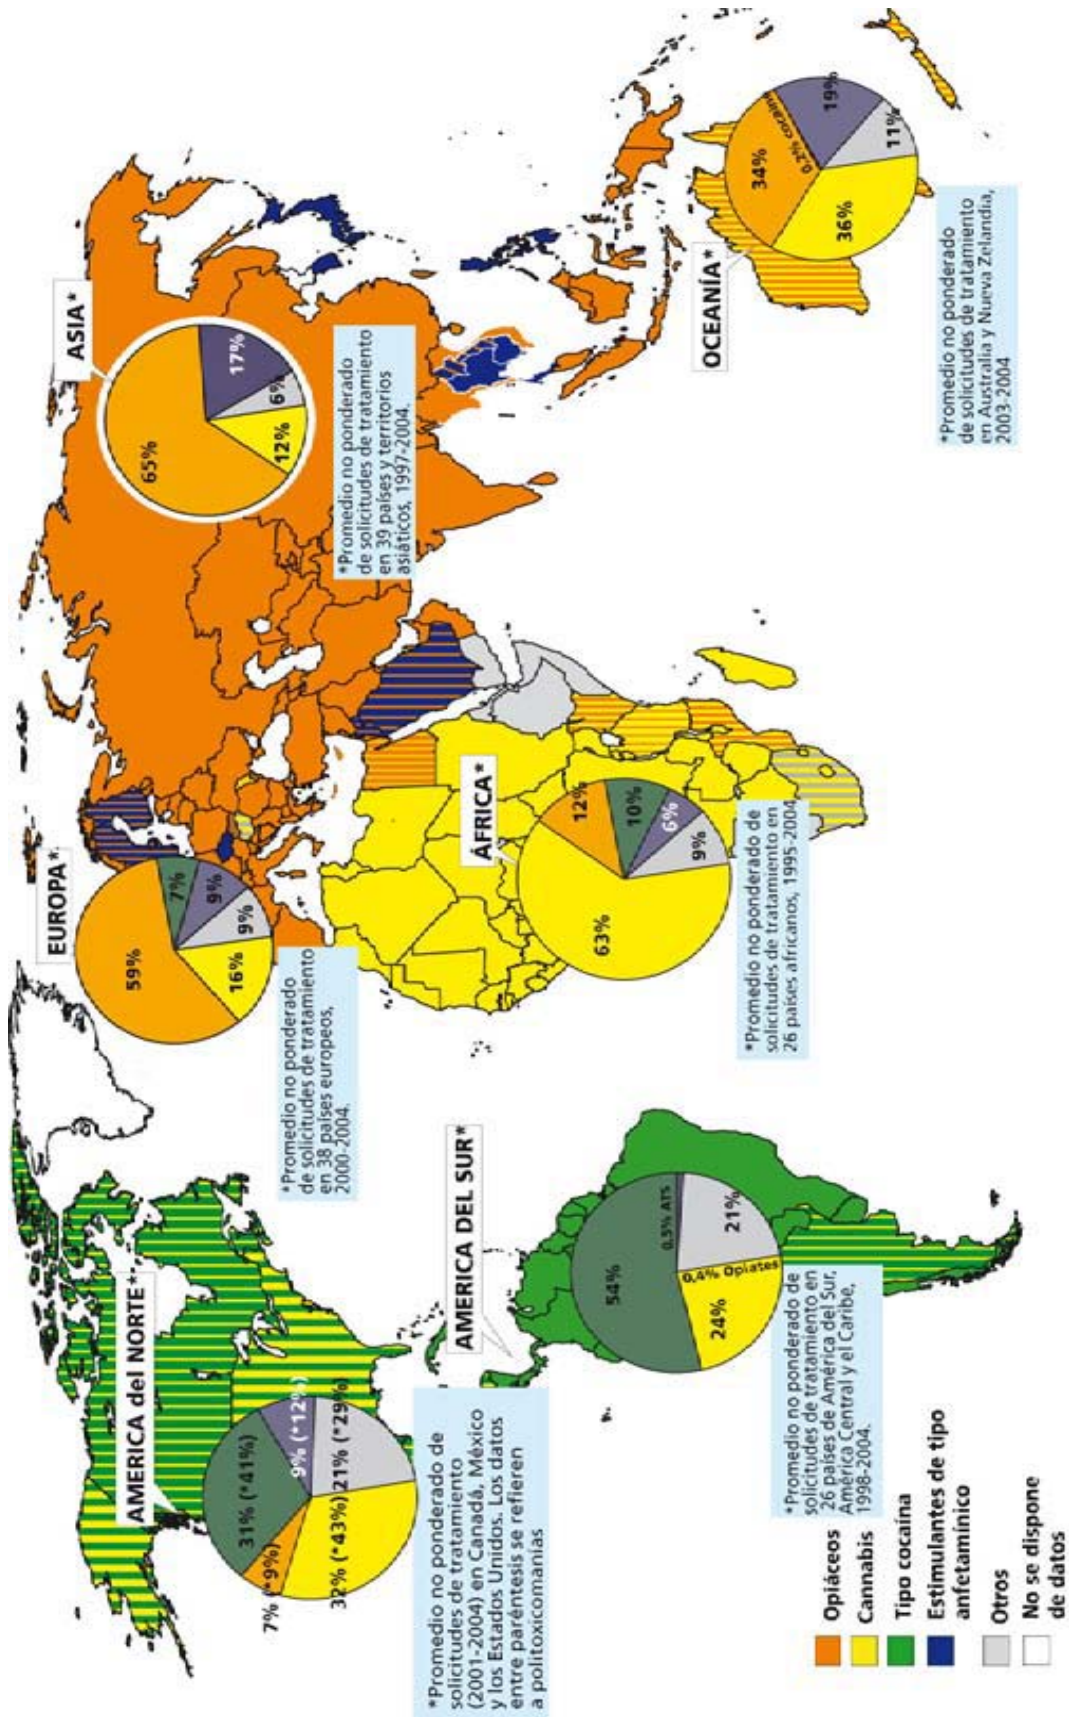 AMERICA del NORTE**
31% (*41%)
9% (*12%)
21% (*29%)
32% (*43%)
7% (*9%)
*Promedio no ponderado de
solicitudes de tratamiento
(2001-2004) en Canadá, México
y los Estados Unidos. Los datos
entre paréntesis se refieren
a politoxicomanías
EUROPA*
59%
7%
9%
9%
16%
*Promedio no ponderado
de solicitudes de tratamiento
en 38 países europeos,
2000-2004.
ASIA*
65%
17%
6%
12%
*Promedio no ponderado
de solicitudes de tratamiento
en 39 países y territorios
asiáticos, 1997-2004.
AMERICA DEL SUR*
54%
0.5% ATS
21%
0,4% Opiates
24%
*Promedio no ponderado de
solicitudes de tratamiento en
26 países de América del Sur,
América Central y el Caribe,
1998-2004.
ÁFRICA*
12%
10%
6%
9%
63%
*Promedio no ponderado de
solicitudes de tratamiento en
26 países africanos, 1995-2004
OCEANÍA*
34%
0,2% cocaína
19%
11%
36%
*Promedio no ponderado
de solicitudes de tratamiento
en Australia y Nueva Zelandia,
2003-2004
Opiáceos
Cannabis
Tipo cocaína
Estimulantes de tipo
anfetamínico
Otros
No se dispone
de datos